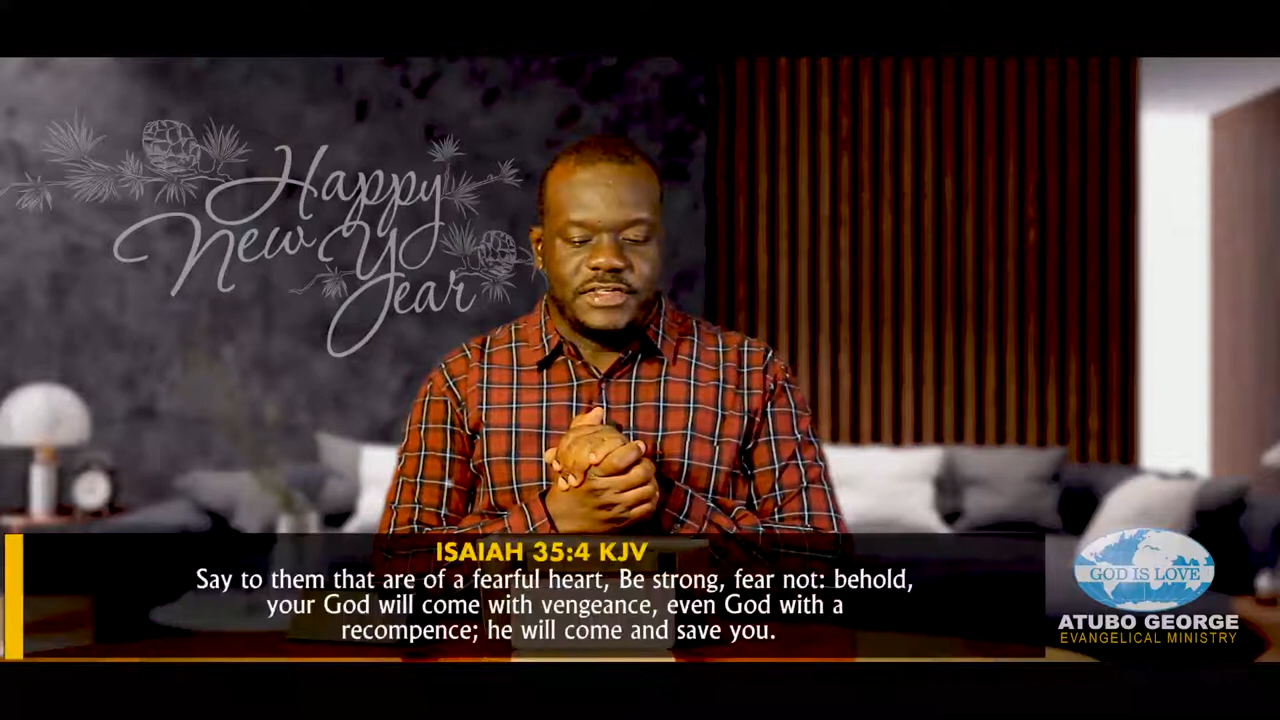 Happy
New Year
ISAIAH 35:4 KJV
Say to them that are of a fearful heart, Be strong, fear not: behold,
your God will come with vengeance, even God with a
recompence; he will come and save you.
GOD IS LOVE
ATUBO GEORGE
EVANGELICAL MINISTRY